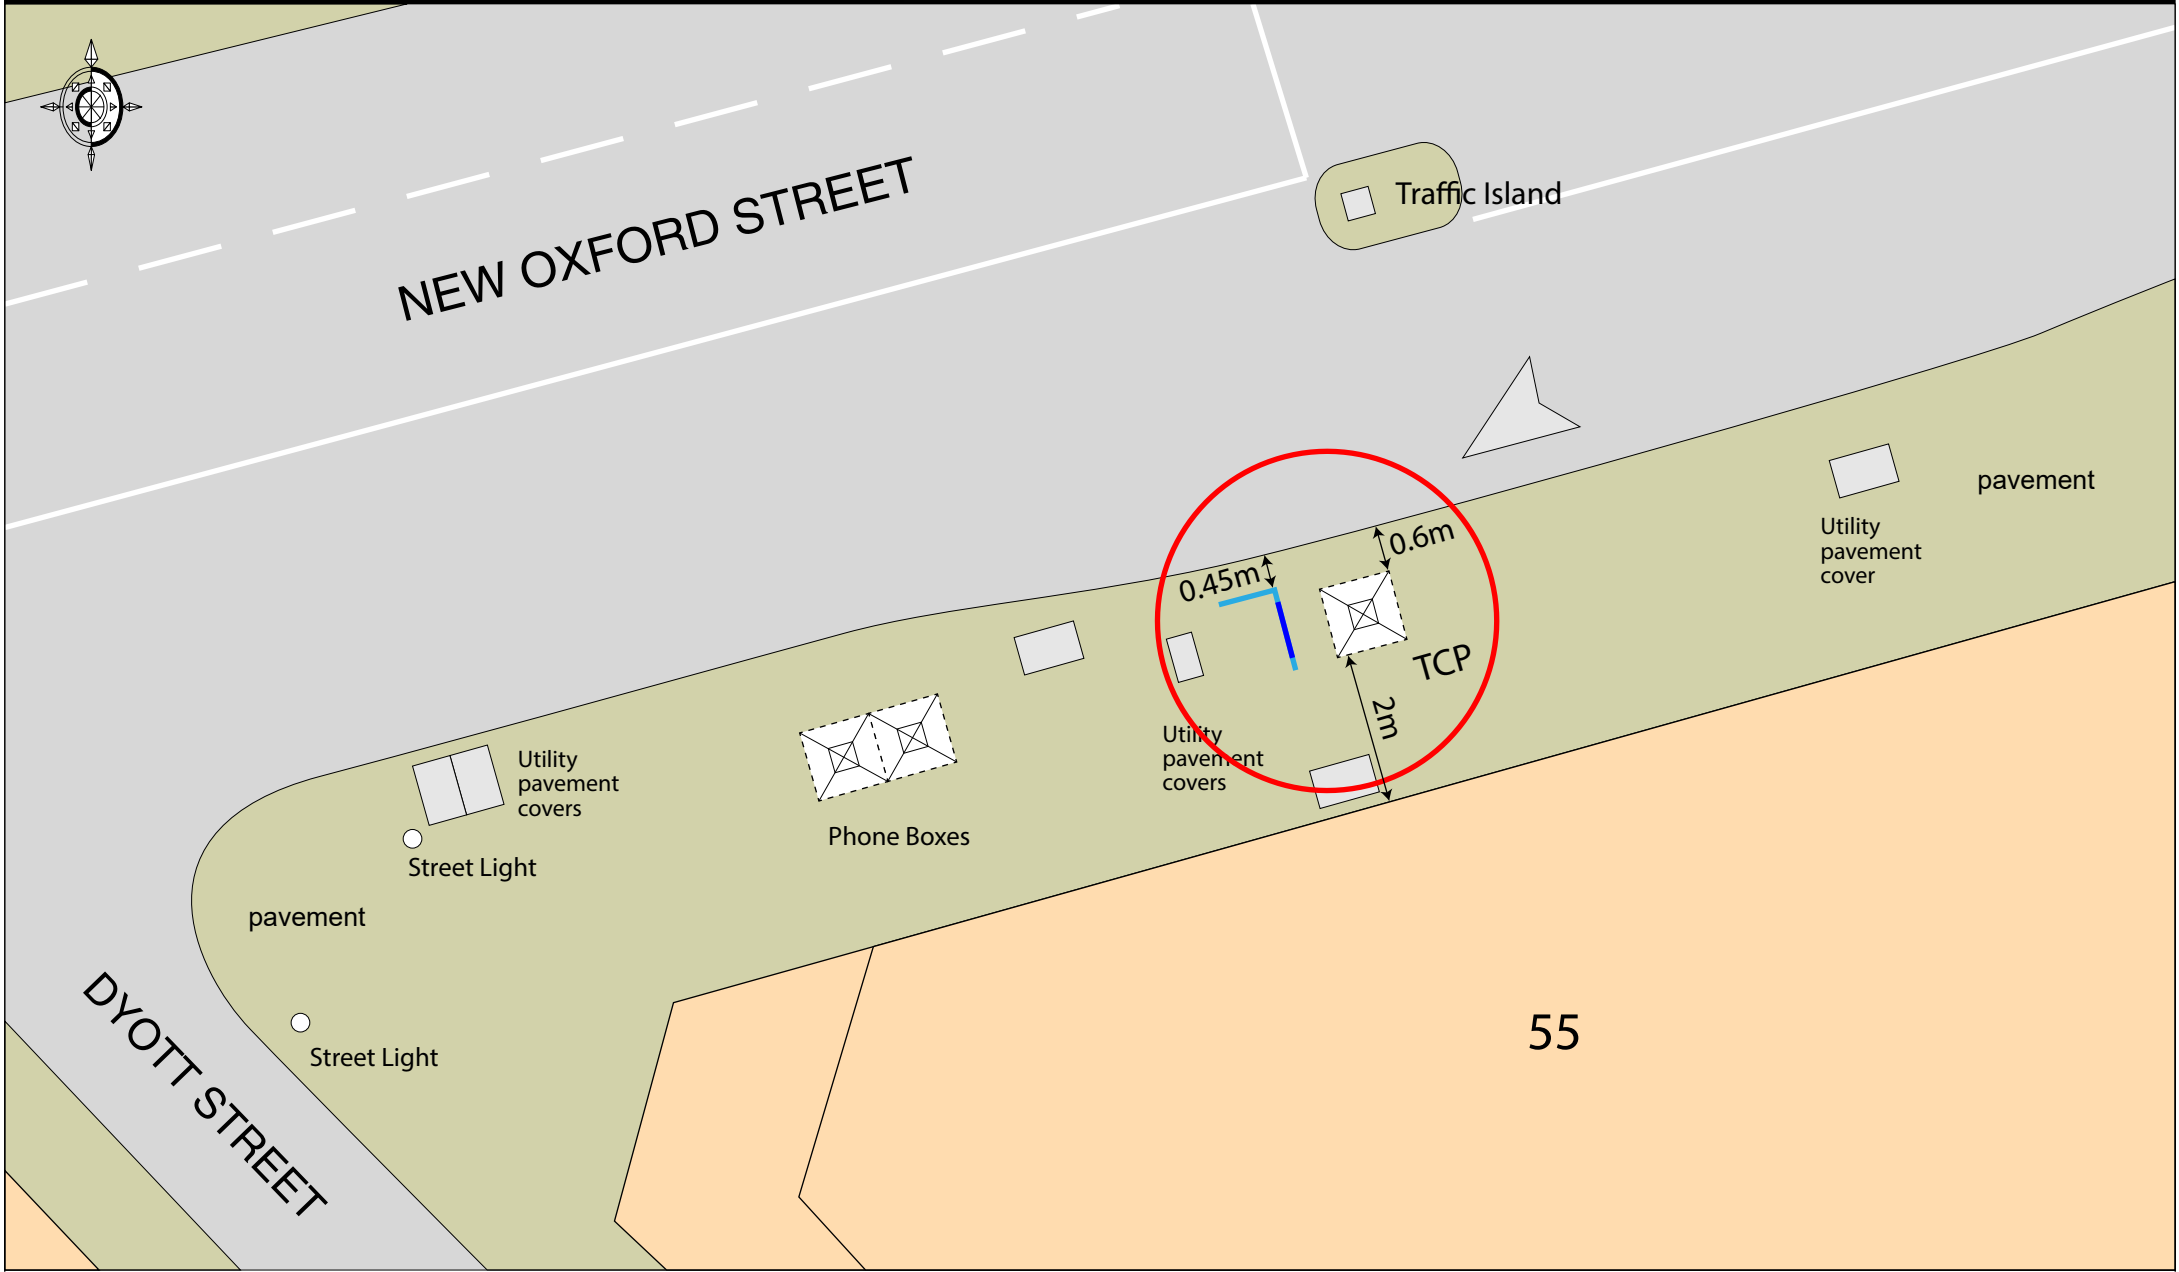 NEW OXFORD STREET
Traffic Island
pavement
Utility
pavement
cover
0.6m
0.45m
TCP
2m
Utility
pavement
covers
Utility
pavement
covers
Phone Boxes
Street Light
pavement
DYOTT STREET
Street Light
55